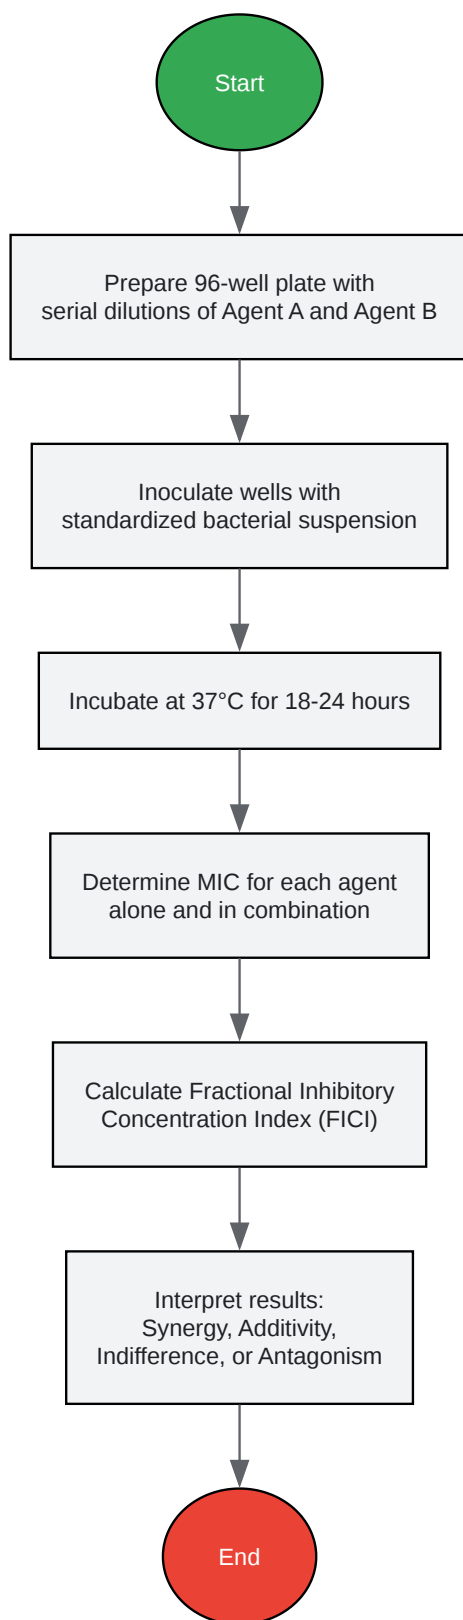 Start
Prepare 96-well plate with
serial dilutions of Agent A and Agent B
Inoculate wells with
standardized bacterial suspension
Incubate at 37°C for 18-24 hours
Determine MIC for each agent
alone and in combination
Calculate Fractional Inhibitory
Concentration Index (FICI)
Interpret results:
Synergy, Additivity,
Indifference, or Antagonism
End